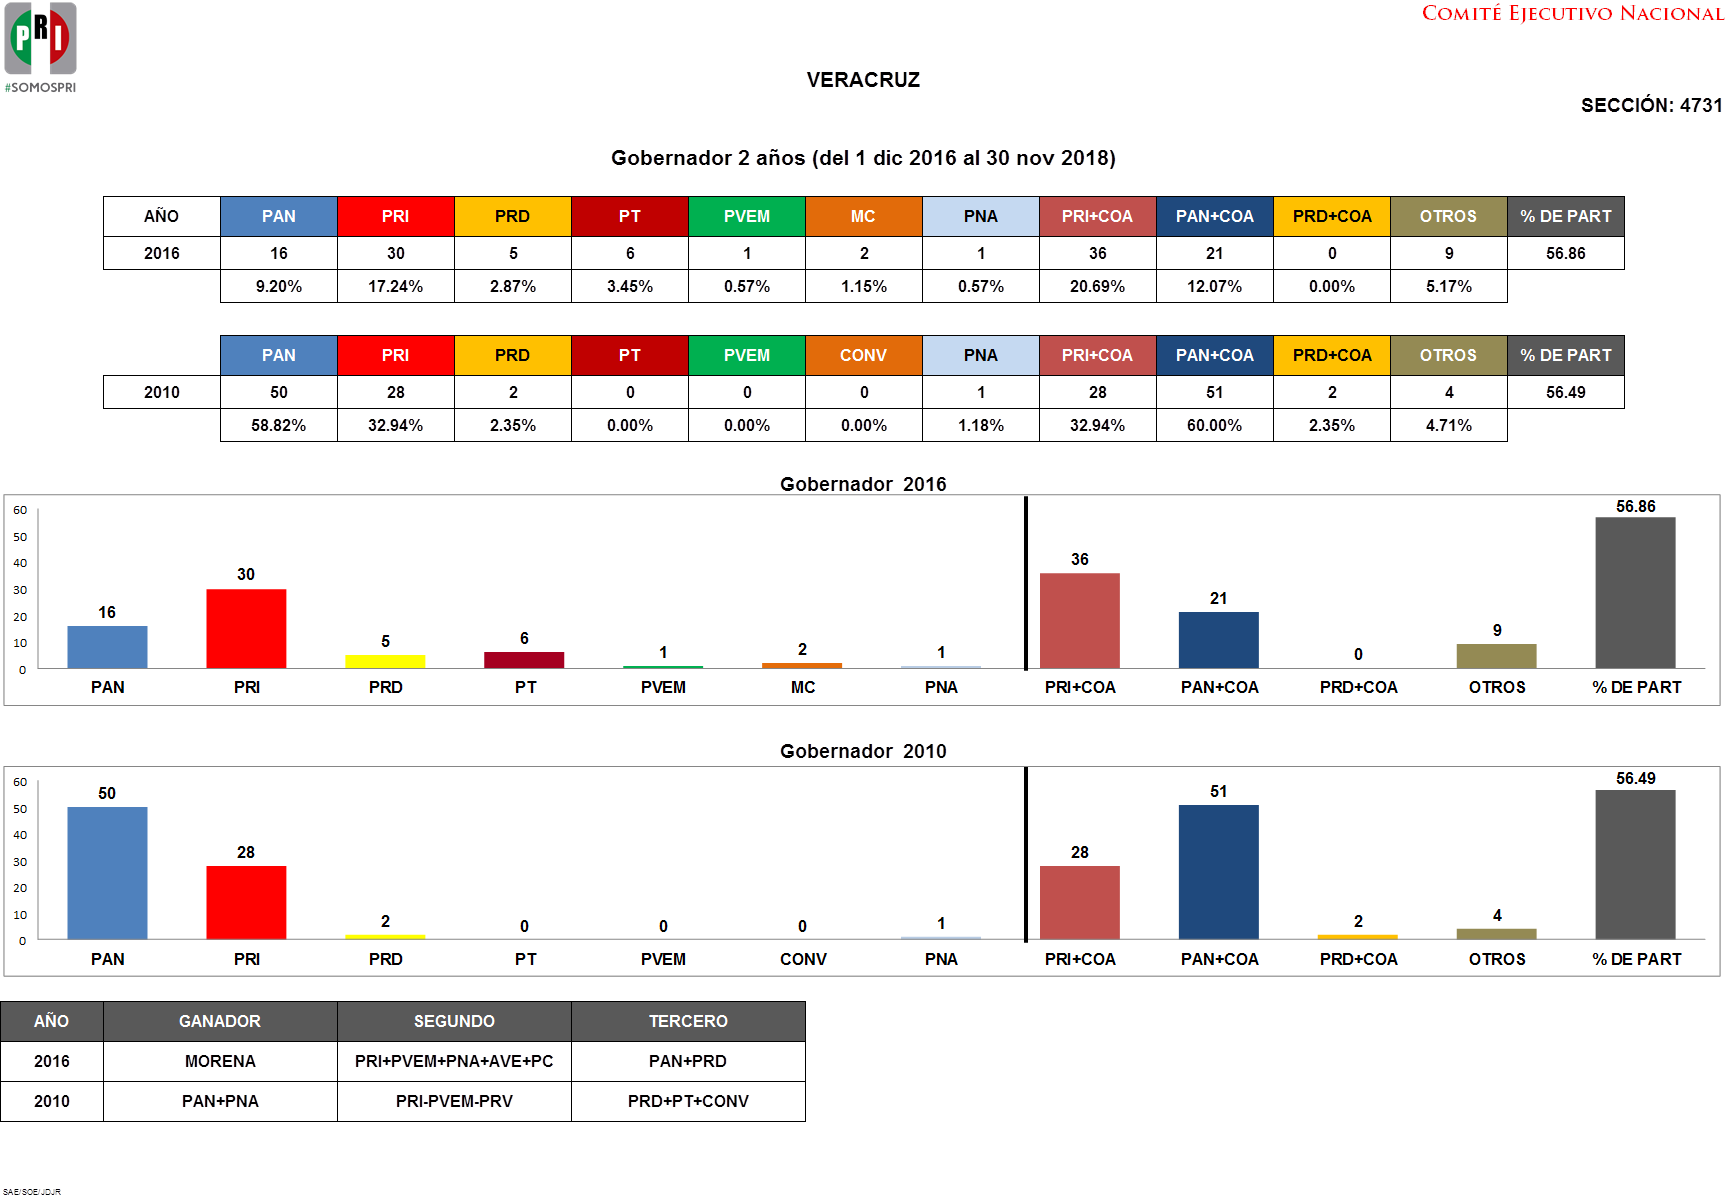 PRI
#SOMOSPRI
COMITÉ EJECUTIVO NACIONAL
VERACRUZ
SECCIÓN: 4731
Gobernador 2 años (del 1 dic 2016 al 30 nov 2018)
AÑO PAN PRI PRD PT PVEM MC PNA PRI+COA PAN+COA PRD+COA OTROS % DE PART
2016 16 30 5 6 1 2 1 36 21 0 9 56.86
9.20% 17.24% 2.87% 3.45% 0.57% 1.15% 0.57% 20.69% 12.07% 0.00% 5.17%
PAN PRI PRD PT PVEM CONV PNA PRI+COA PAN+COA PRD+COA OTROS % DE PART
2010 50 28 2 0 0 0 1 28 51 2 4 56.49
58.82% 32.94% 2.35% 0.00% 0.00% 0.00% 1.18% 32.94% 60.00% 2.35% 4.71%
Gobernador 2016
60
50
40
30
20
10
0
16 30 5 6 1 2 1 36 21 0 9 56.86
PAN PRI PRD PT PVEM MC PNA PRI+COA PAN+COA PRD+COA OTROS % DE PART
Gobernador 2010
60
50
40
30
20
10
0
50 28 2 0 0 0 1 28 51 2 4 56.49
PAN PRI PRD PT PVEM CONV PNA PRI+COA PAN+COA PRD+COA OTROS % DE PART
AÑO GANADOR SEGUNDO TERCERO
2016 MORENA PRI+PVEM+PNA+AVE+PC PAN+PRD
2010 PAN+PNA PRI-PVEM-PRV PRD+PT+CONV
SAE/SOE/JDJR